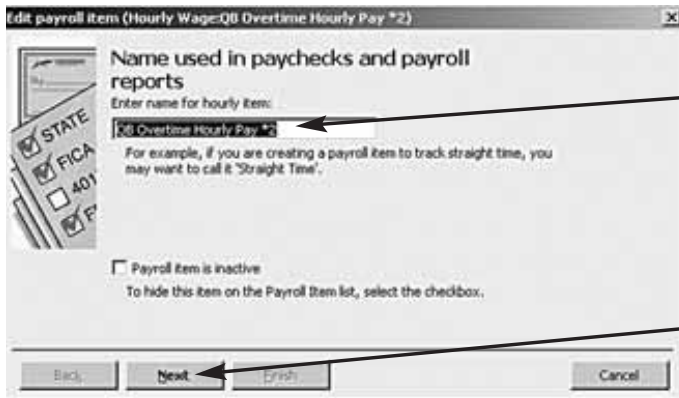 Edit payroll item (Hourly Wage:QB Overtime Hourly Pay *2)
Name used in paychecks and payroll
reports
Enter name for hourly item:
QB Overtime Hourly Pay *2
For example, if you are creating a payroll item to track straight time, you
may want to call it 'Straight Time'.
STATE
FICA
401
Payroll item is inactive
To hide this item on the Payroll Item list, select the checkbox.
Back
Next
Finish
Cancel